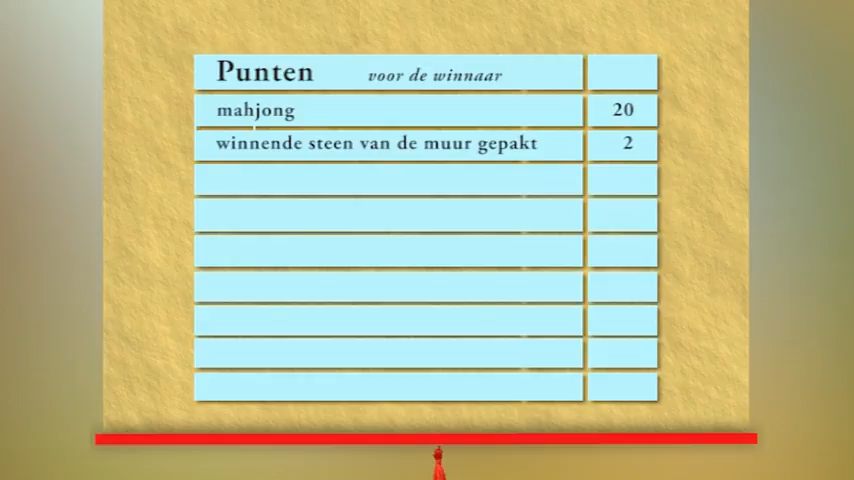 Punten voor de winnaar
mahjong 20
winnende steen van de muur gepakt 2